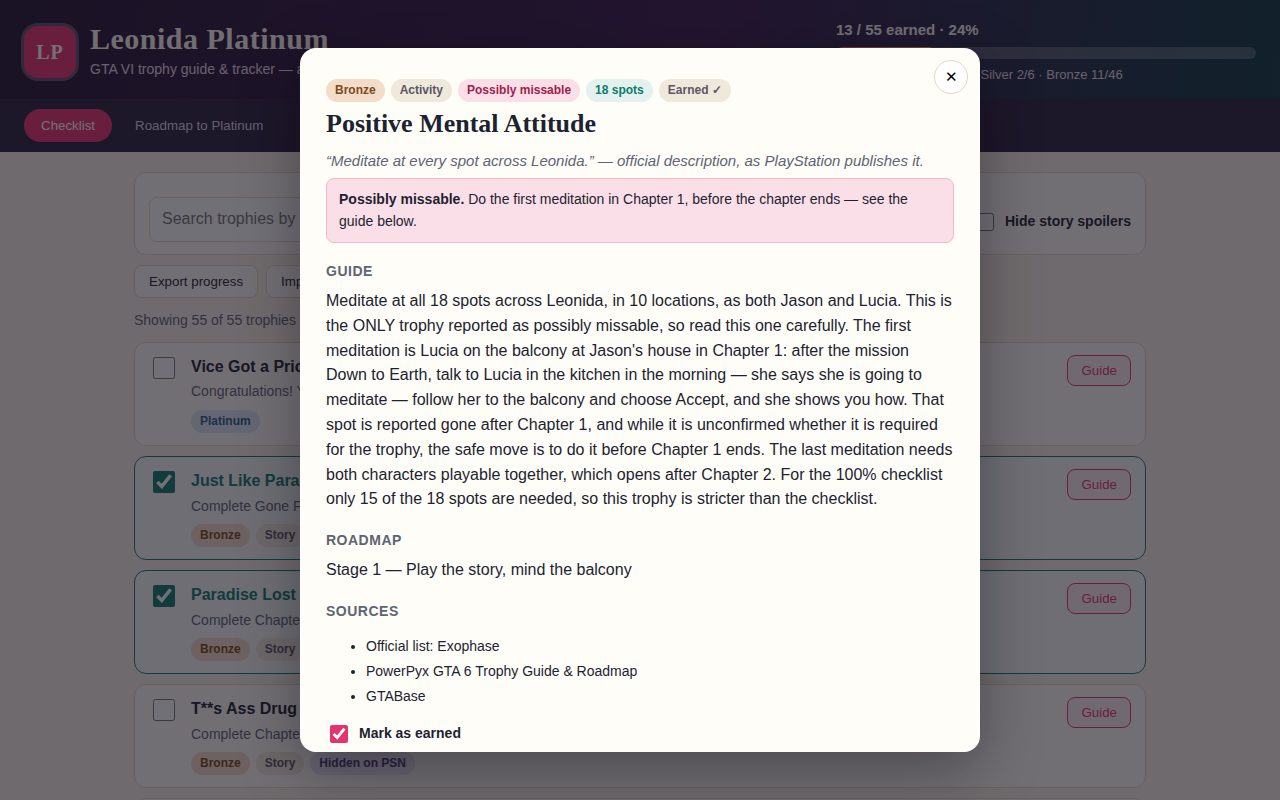 LP
Leonida Platinum
GTA VI trophy guide & tracker —
13 / 55 earned · 24%
Silver 2/6 · Bronze 11/46
Checklist
Roadmap to Platinum
Search trophies by
Hide story spoilers
Export progress
Showing 55 of 55 trophies
Vice Got a
Congratulations!
Platinum
Guide
Just Like
Complete Gone
Bronze
Story
Guide
Paradise Lost
Complete
Bronze
Story
Guide
T**s Ass Drug
Complete
Bronze
Story
Hidden on PSN
Guide
Bronze
Activity
Possibly missable
18 spots
Earned ✓
✕
Positive Mental Attitude
“Meditate at every spot across Leonida.” — official description, as PlayStation publishes it.
Possibly missable. Do the first meditation in Chapter 1, before the chapter ends — see the
guide below.
GUIDE
Meditate at all 18 spots across Leonida, in 10 locations, as both Jason and Lucia. This is
the ONLY trophy reported as possibly missable, so read this one carefully. The first
meditation is Lucia on the balcony at Jason's house in Chapter 1: after the mission
Down to Earth, talk to Lucia in the kitchen in the morning — she says she is going to
meditate — follow her to the balcony and choose Accept, and she shows you how. That
spot is reported gone after Chapter 1, and while it is unconfirmed whether it is required
for the trophy, the safe move is to do it before Chapter 1 ends. The last meditation needs
both characters playable together, which opens after Chapter 2. For the 100% checklist
only 15 of the 18 spots are needed, so this trophy is stricter than the checklist.
ROADMAP
Stage 1 — Play the story, mind the balcony
SOURCES
• Official list: Exophase
• PowerPyx GTA 6 Trophy Guide & Roadmap
• GTABase
Mark as earned